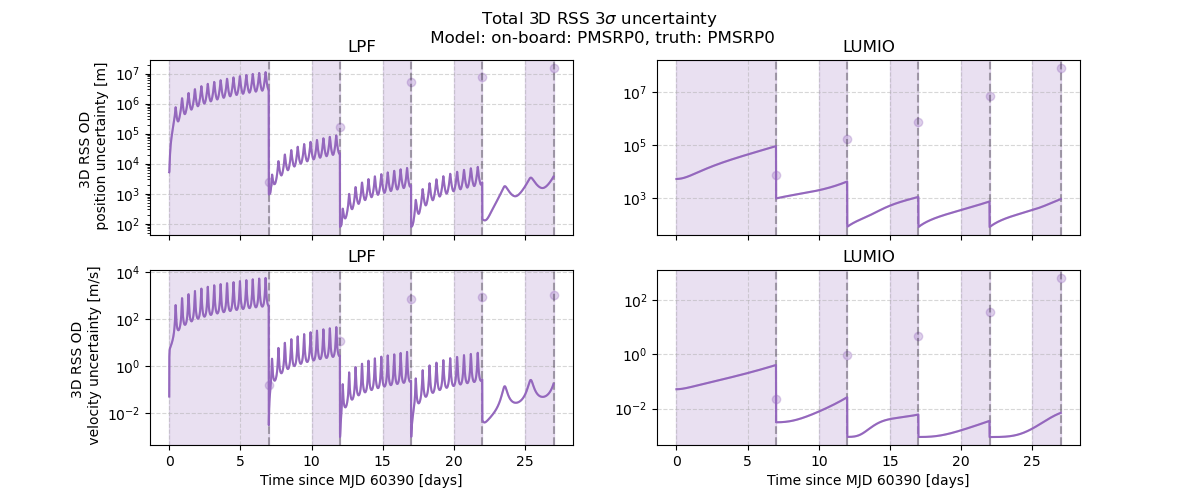 Total 3D RSS 3σ uncertainty
Model: on-board: PMSRP0, truth: PMSRP0
LPF
LUMIO
3D RSS OD
position uncertainty [m]
10⁷
10⁶
10⁵
10⁴
10³
10²
10⁷
10⁵
10³
LPF
LUMIO
3D RSS OD
velocity uncertainty [m/s]
10⁴
10²
10⁰
10⁻²
10²
10⁰
10⁻²
0 5 10 15 20 25
0 5 10 15 20 25
Time since MJD 60390 [days]
Time since MJD 60390 [days]